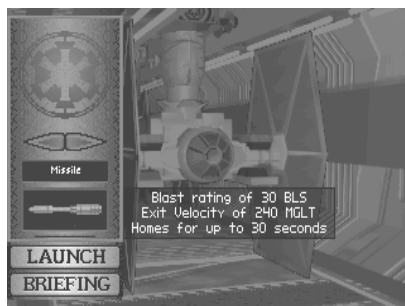 Missile
Blast rating of 30 BLS
Exit Velocity of 240 MGLT
Homes for up to 30 seconds
LAUNCH
BRIEFING